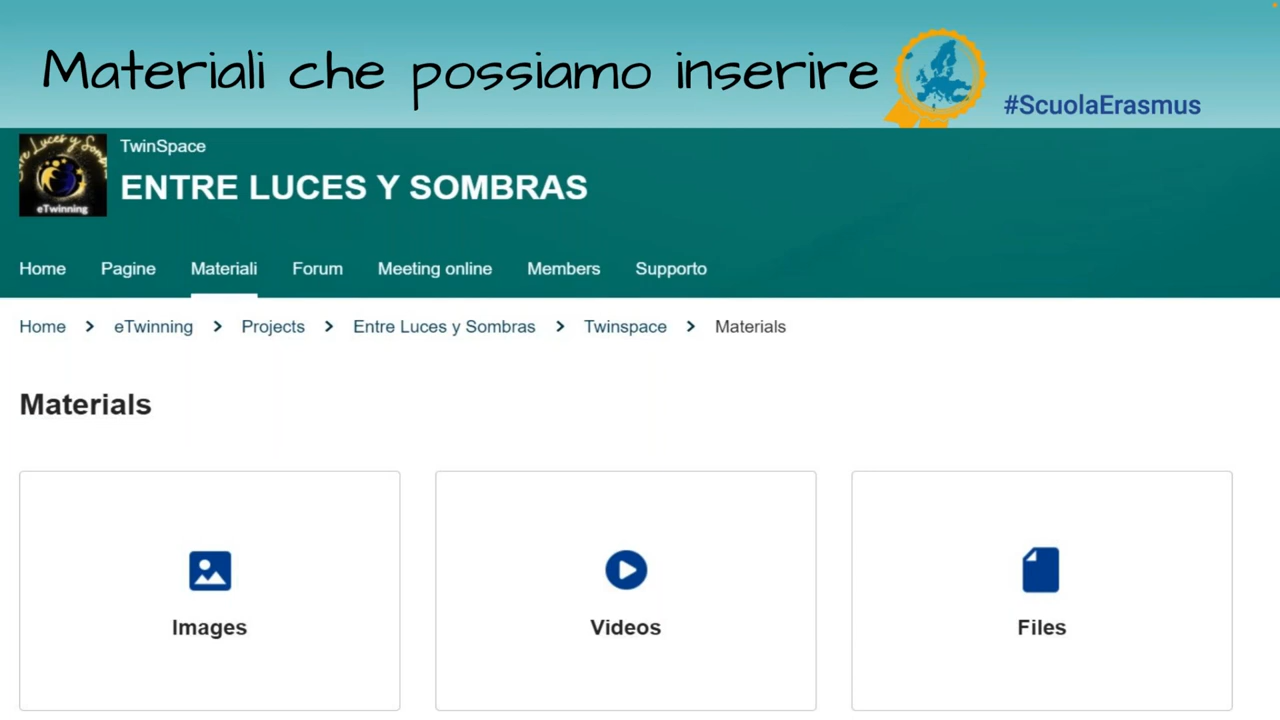 Materiali che possiamo inserire
#ScuolaErasmus
eTwinning
TwinSpace
ENTRE LUCES Y SOMBRAS
Home Pagine Materiali Forum Meeting online Members Supporto
Home > eTwinning > Projects > Entre Luces y Sombras > Twinspace > Materials
Materials
Images Videos Files